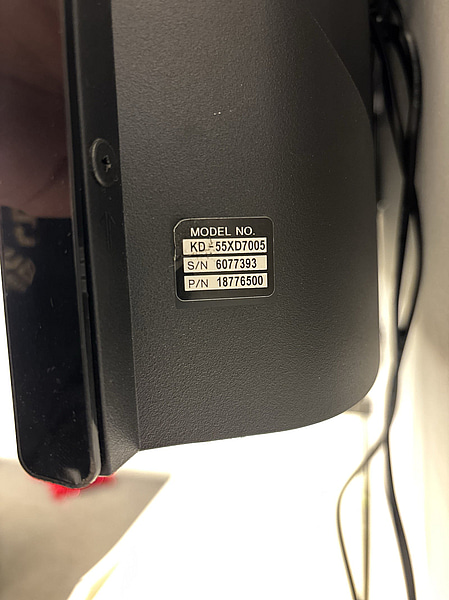 MODEL NO.
KD-55XD7005
S/N 6077393
P/N 18776500